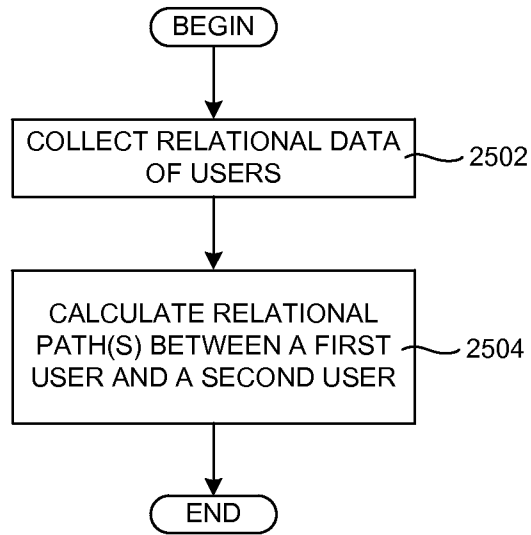 BEGIN
COLLECT RELATIONAL DATA
OF USERS
2502
CALCULATE RELATIONAL
PATH(S) BETWEEN A FIRST
USER AND A SECOND USER
2504
END